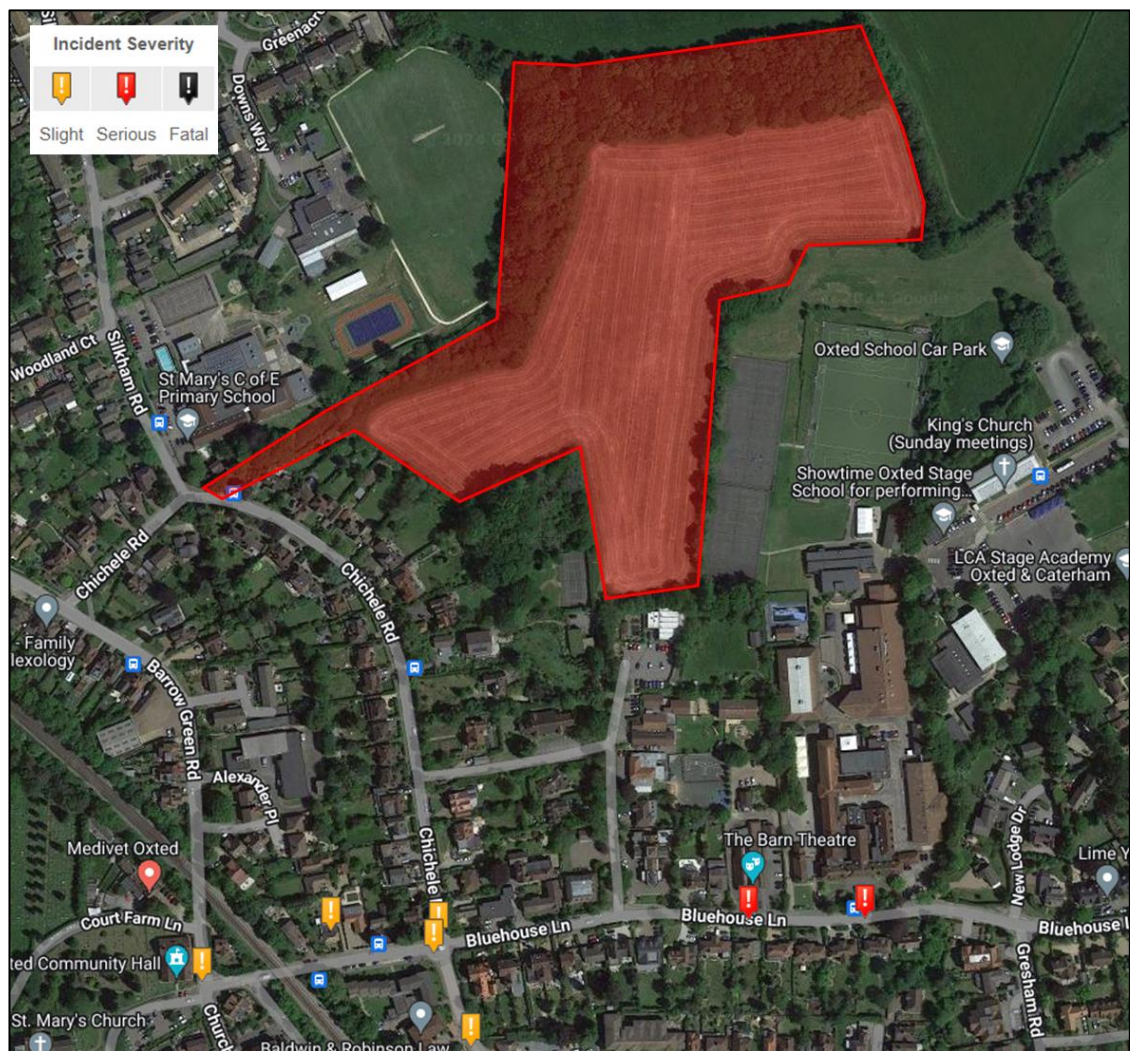 Incident Severity
Slight Serious Fatal
Greenacre
Downs Way
Woodland Ct
Silkham Rd
St Mary's C of E
Primary School
Oxted School Car Park
King's Church
(Sunday meetings)
Showtime Oxted Stage
School for performing...
LCA Stage Academy
Oxted & Caterham
Chichele Rd
Chichele Rd
- Family
lexology
Barrow Green Rd
Alexander Pl
Medivet Oxted
Chichele
The Barn Theatre
New Lodge Dr
Lime Y
Court Farm Ln
Bluehouse Ln
Bluehouse Ln
Bluehouse L
ted Community Hall
Gresham Rd
St. Mary's Church
Church
Baldwin & Robinson Law